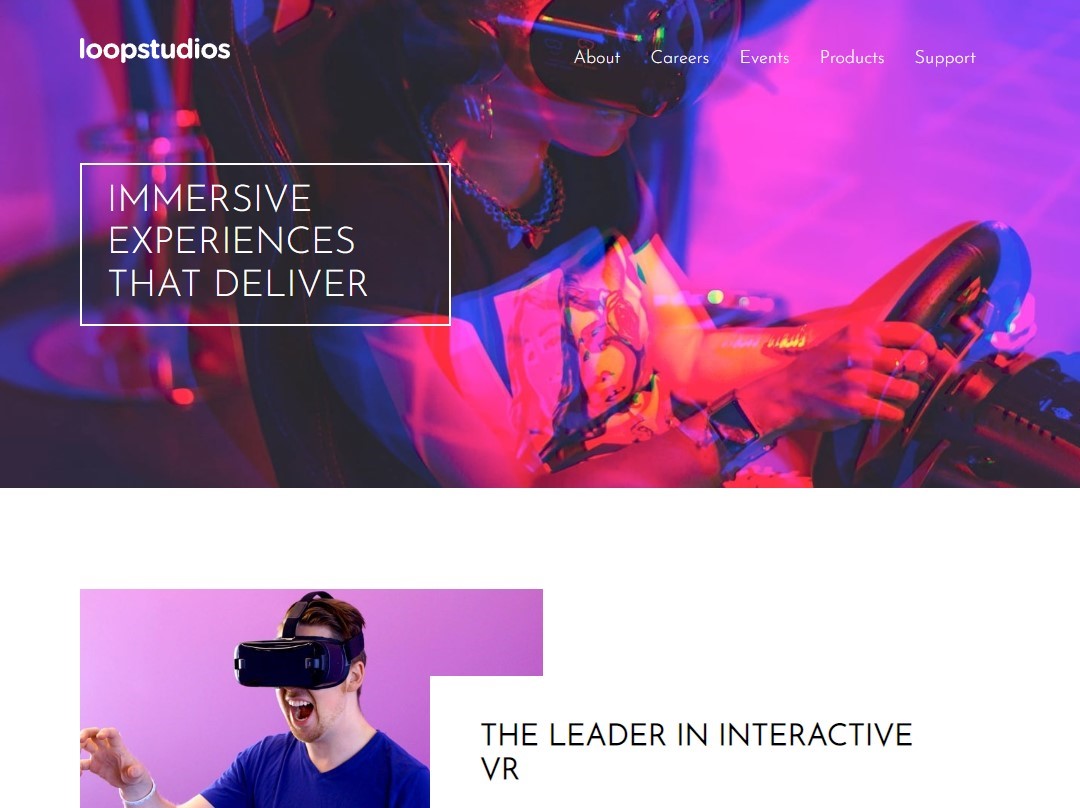 loopstudios
About Careers Events Products Support
IMMERSIVE
EXPERIENCES
THAT DELIVER
THE LEADER IN INTERACTIVE
VR